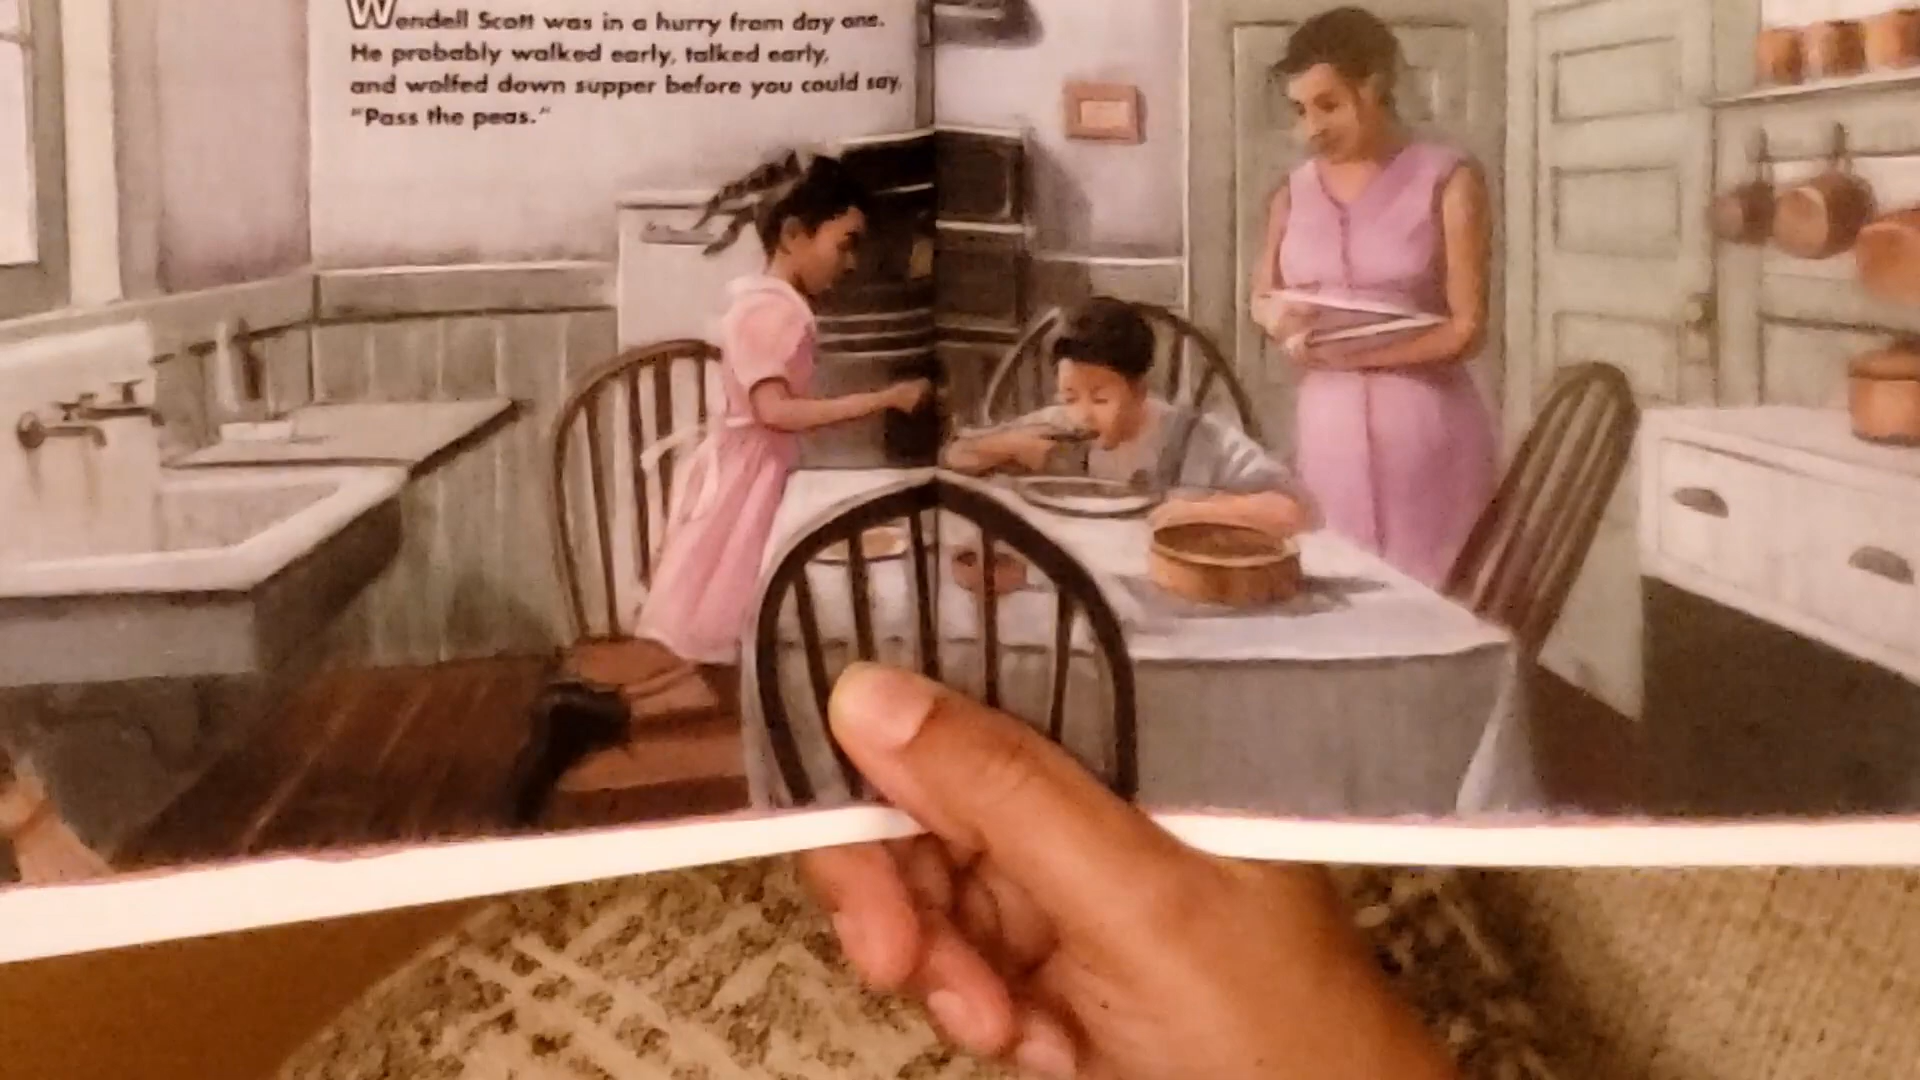 Wendell Scott was in a hurry from day one.
He probably walked early, talked early,
and wolfed down supper before you could say,
"Pass the peas."